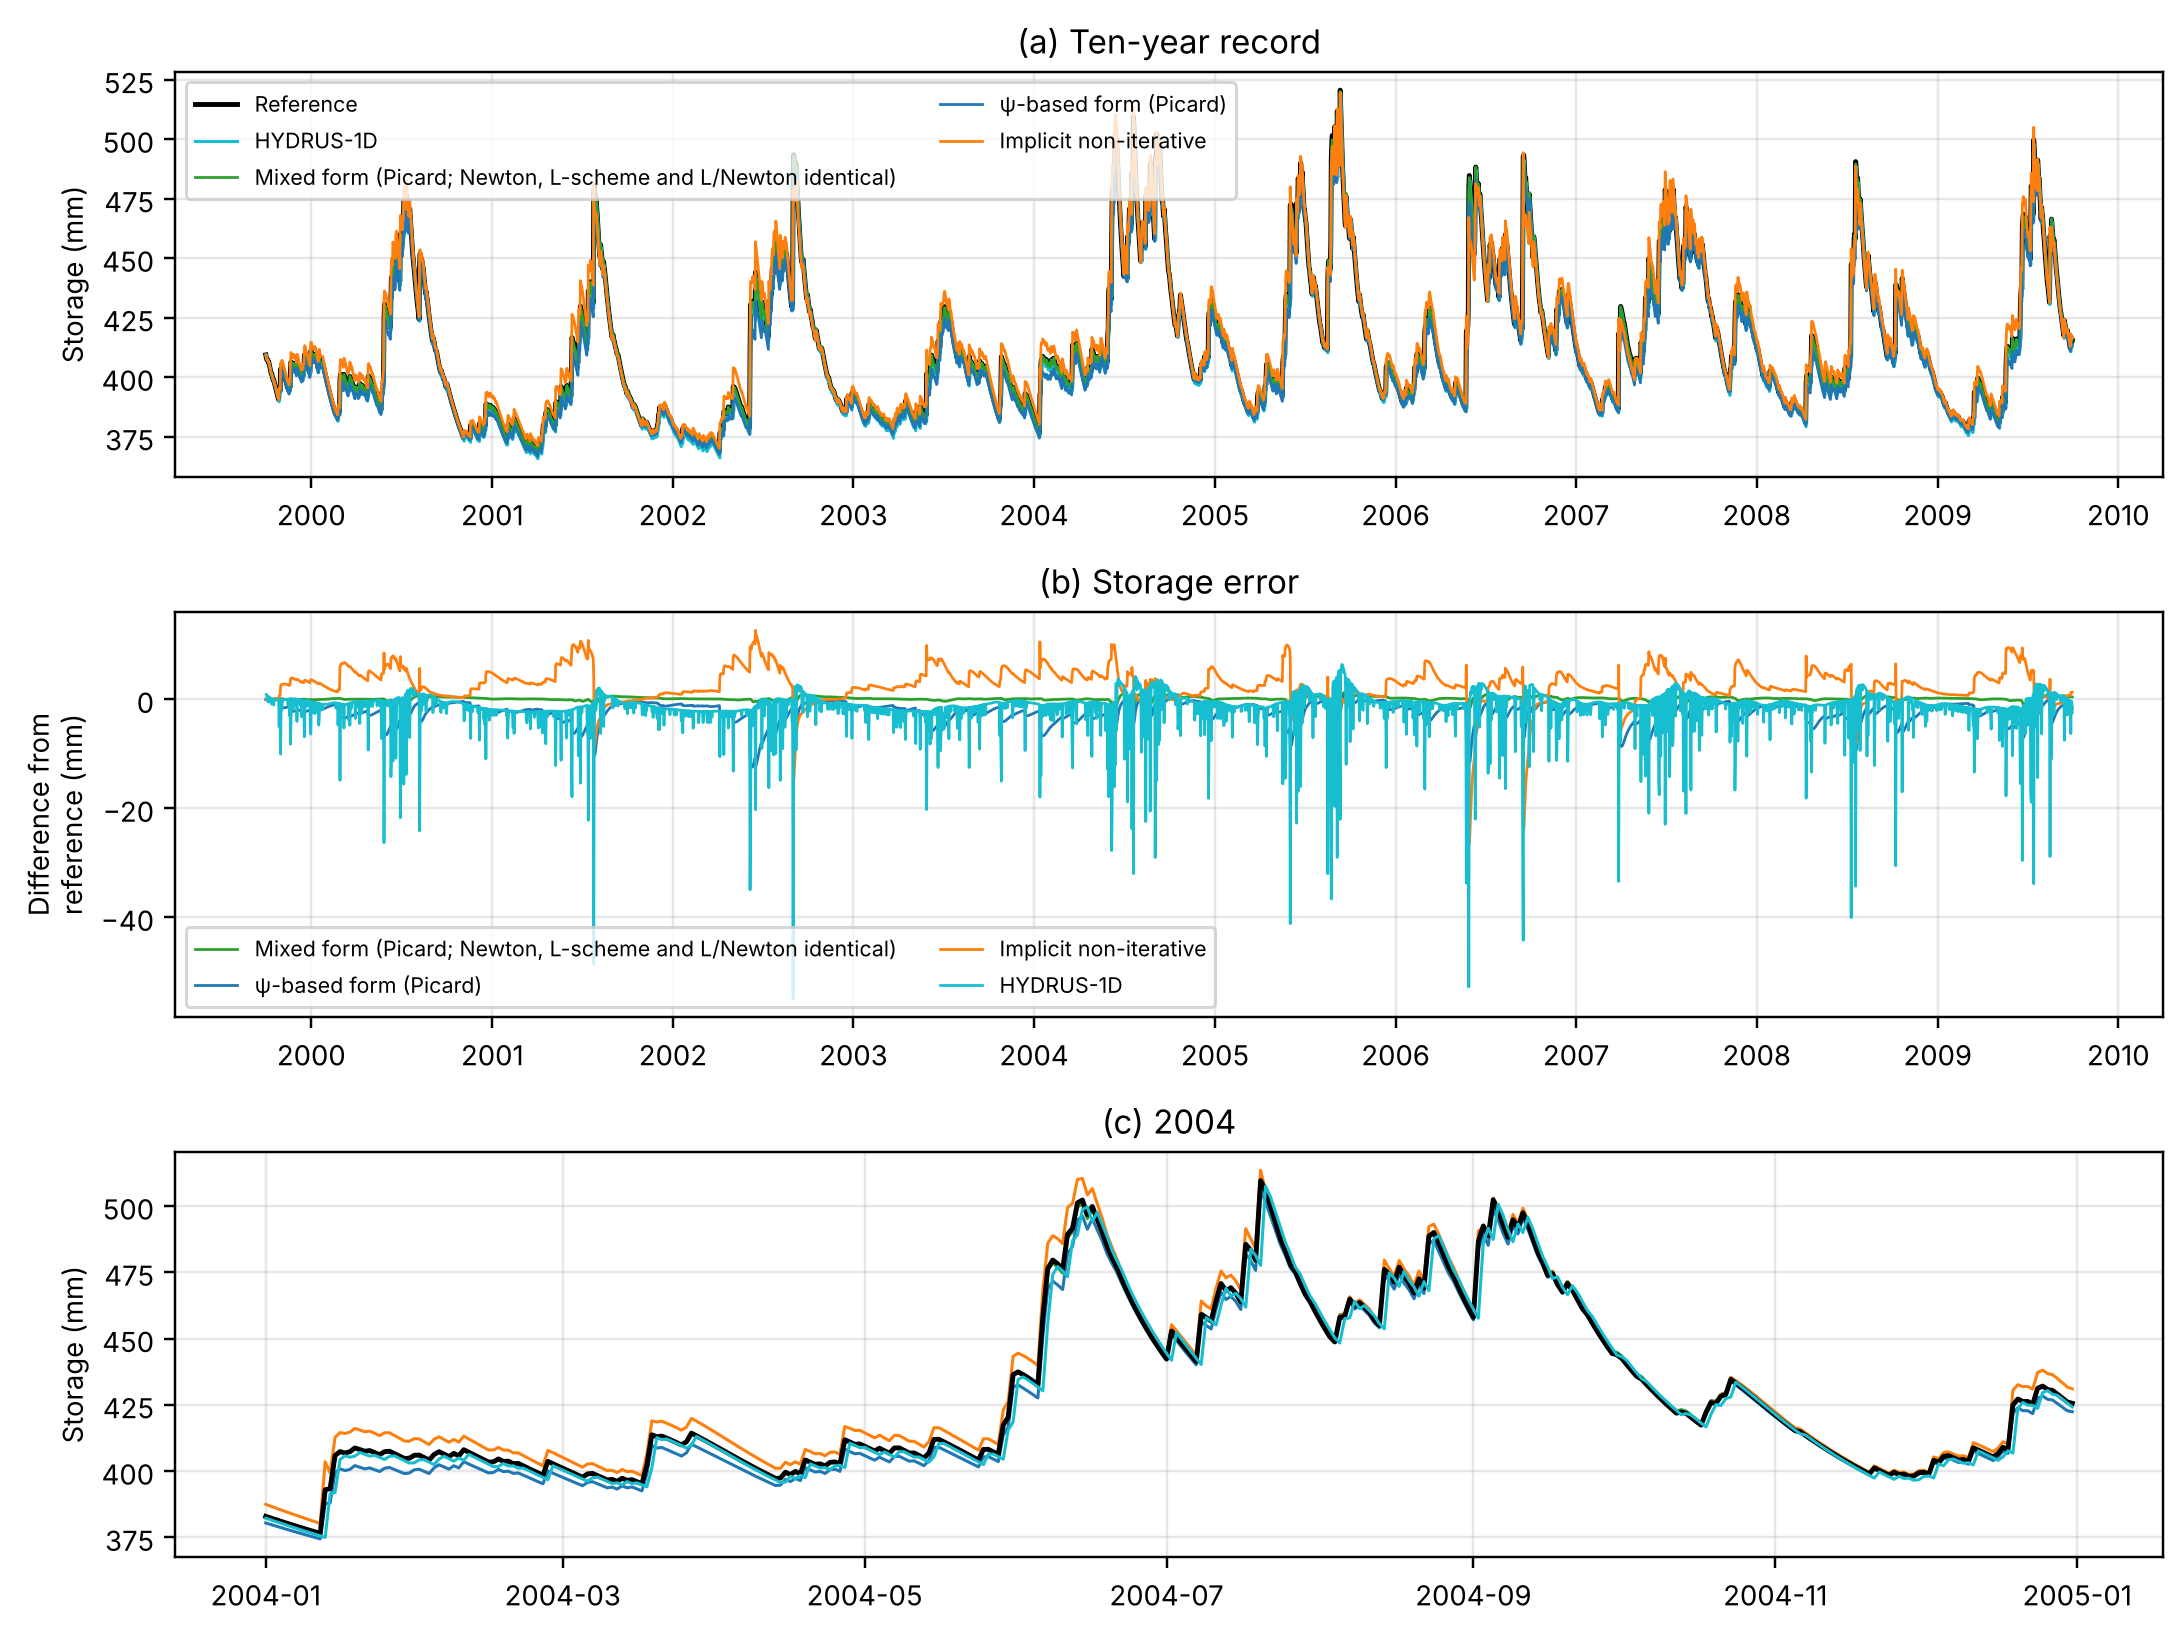 (a) Ten-year record
Storage (mm)
525
500
475
450
425
400
375
Reference
HYDRUS-1D
Mixed form (Picard; Newton, L-scheme and L/Newton identical)
ψ-based form (Picard)
Implicit non-iterative
2000 2001 2002 2003 2004 2005 2006 2007 2008 2009 2010
(b) Storage error
Difference from
reference (mm)
0
−20
−40
Mixed form (Picard; Newton, L-scheme and L/Newton identical)
ψ-based form (Picard)
Implicit non-iterative
HYDRUS-1D
2000 2001 2002 2003 2004 2005 2006 2007 2008 2009 2010
(c) 2004
Storage (mm)
500
475
450
425
400
375
2004-01 2004-03 2004-05 2004-07 2004-09 2004-11 2005-01